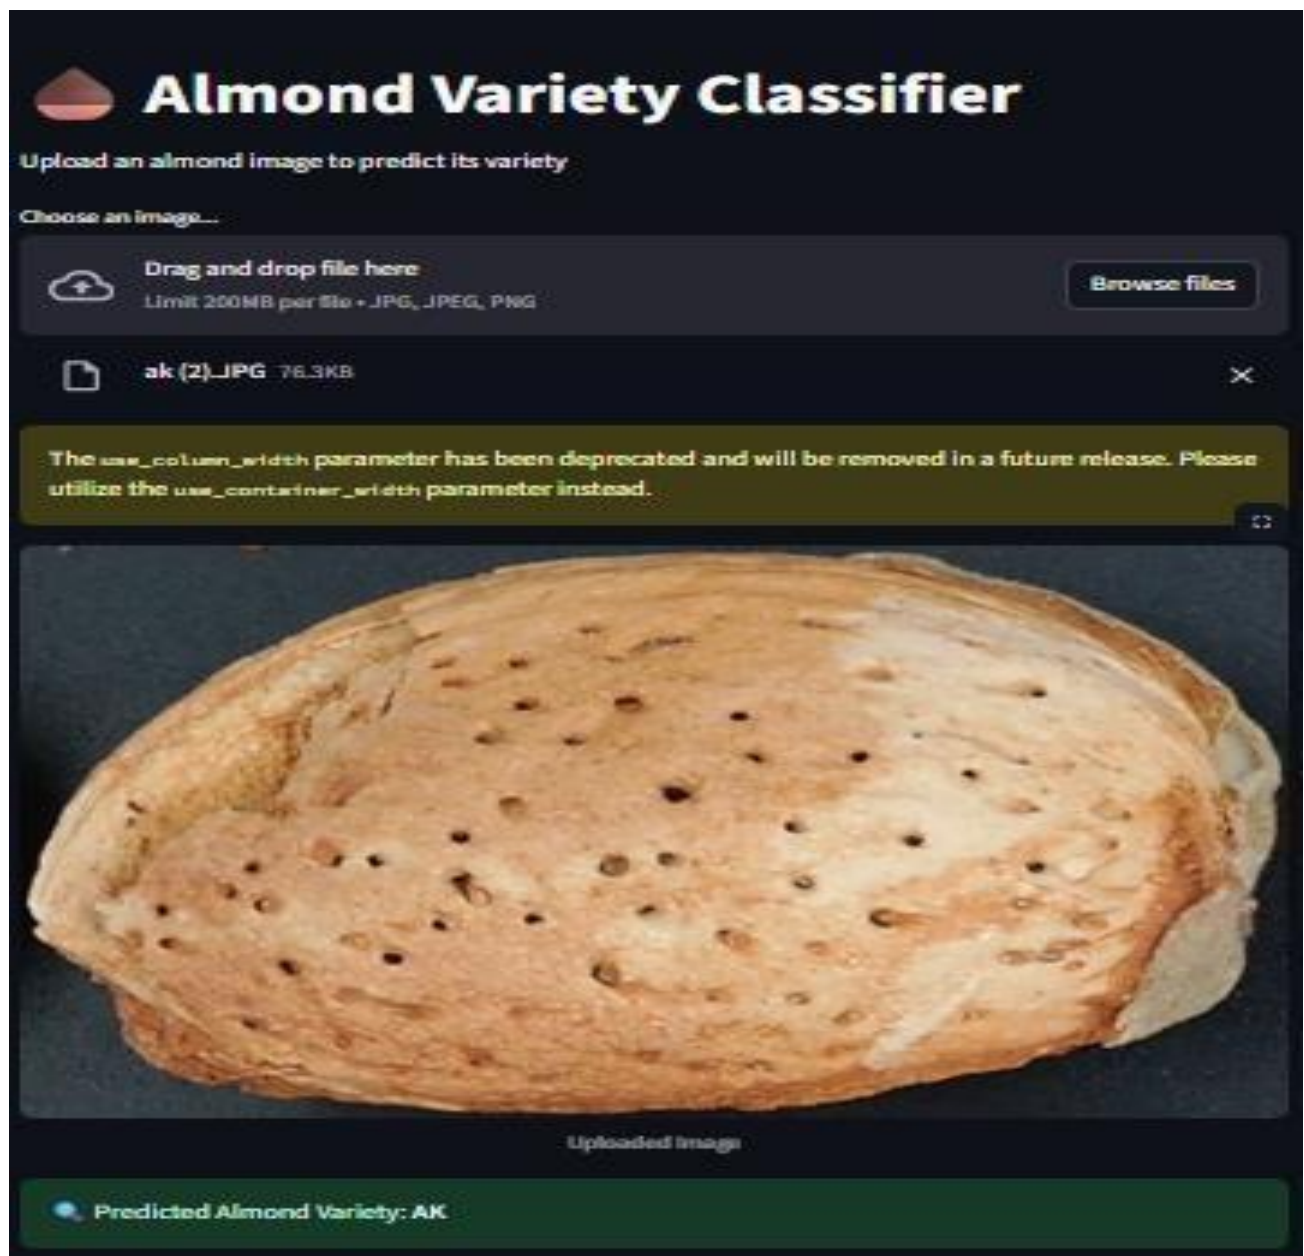 Almond Variety Classifier
Upload an almond image to predict its variety
Choose an image...
Drag and drop file here
Limit 200MB per file • JPG, JPEG, PNG
Browse files
ak (2).JPG 76.3KB
The use_column_width parameter has been deprecated and will be removed in a future release. Please
utilize the use_container_width parameter instead.
Uploaded Image
Predicted Almond Variety: AK